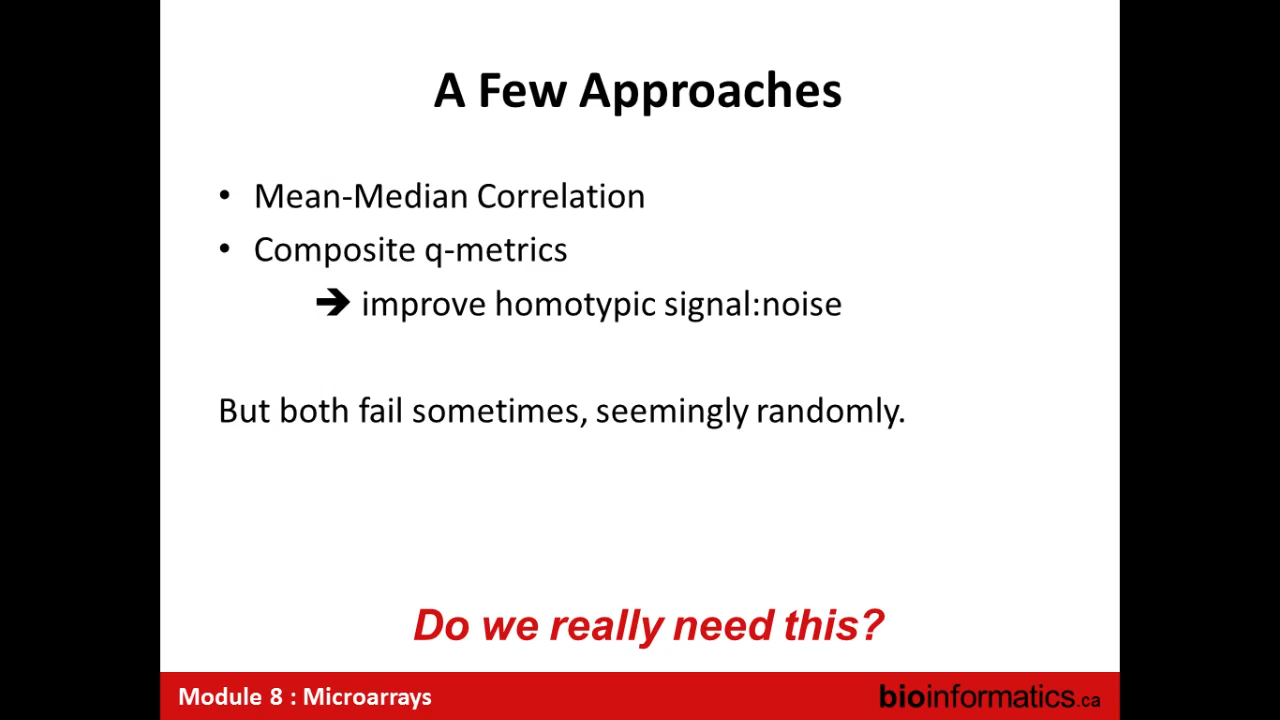 A Few Approaches
• Mean-Median Correlation
• Composite q-metrics
➔ improve homotypic signal:noise
But both fail sometimes, seemingly randomly.
Do we really need this?
Module 8 : Microarrays
bioinformatics.ca